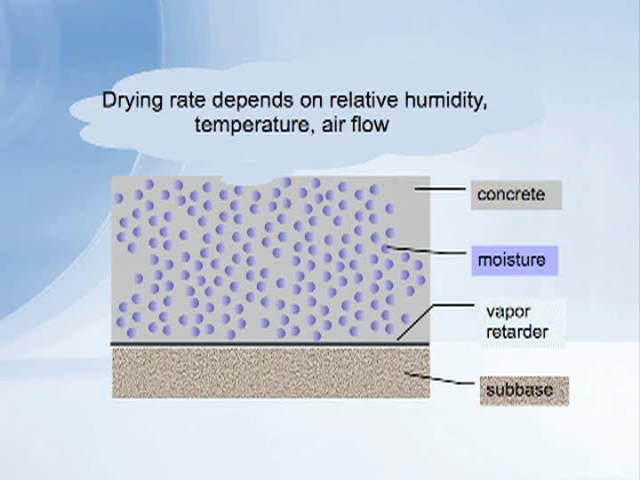 Drying rate depends on relative humidity,
temperature, air flow
concrete
moisture
vapor
retarder
subbase